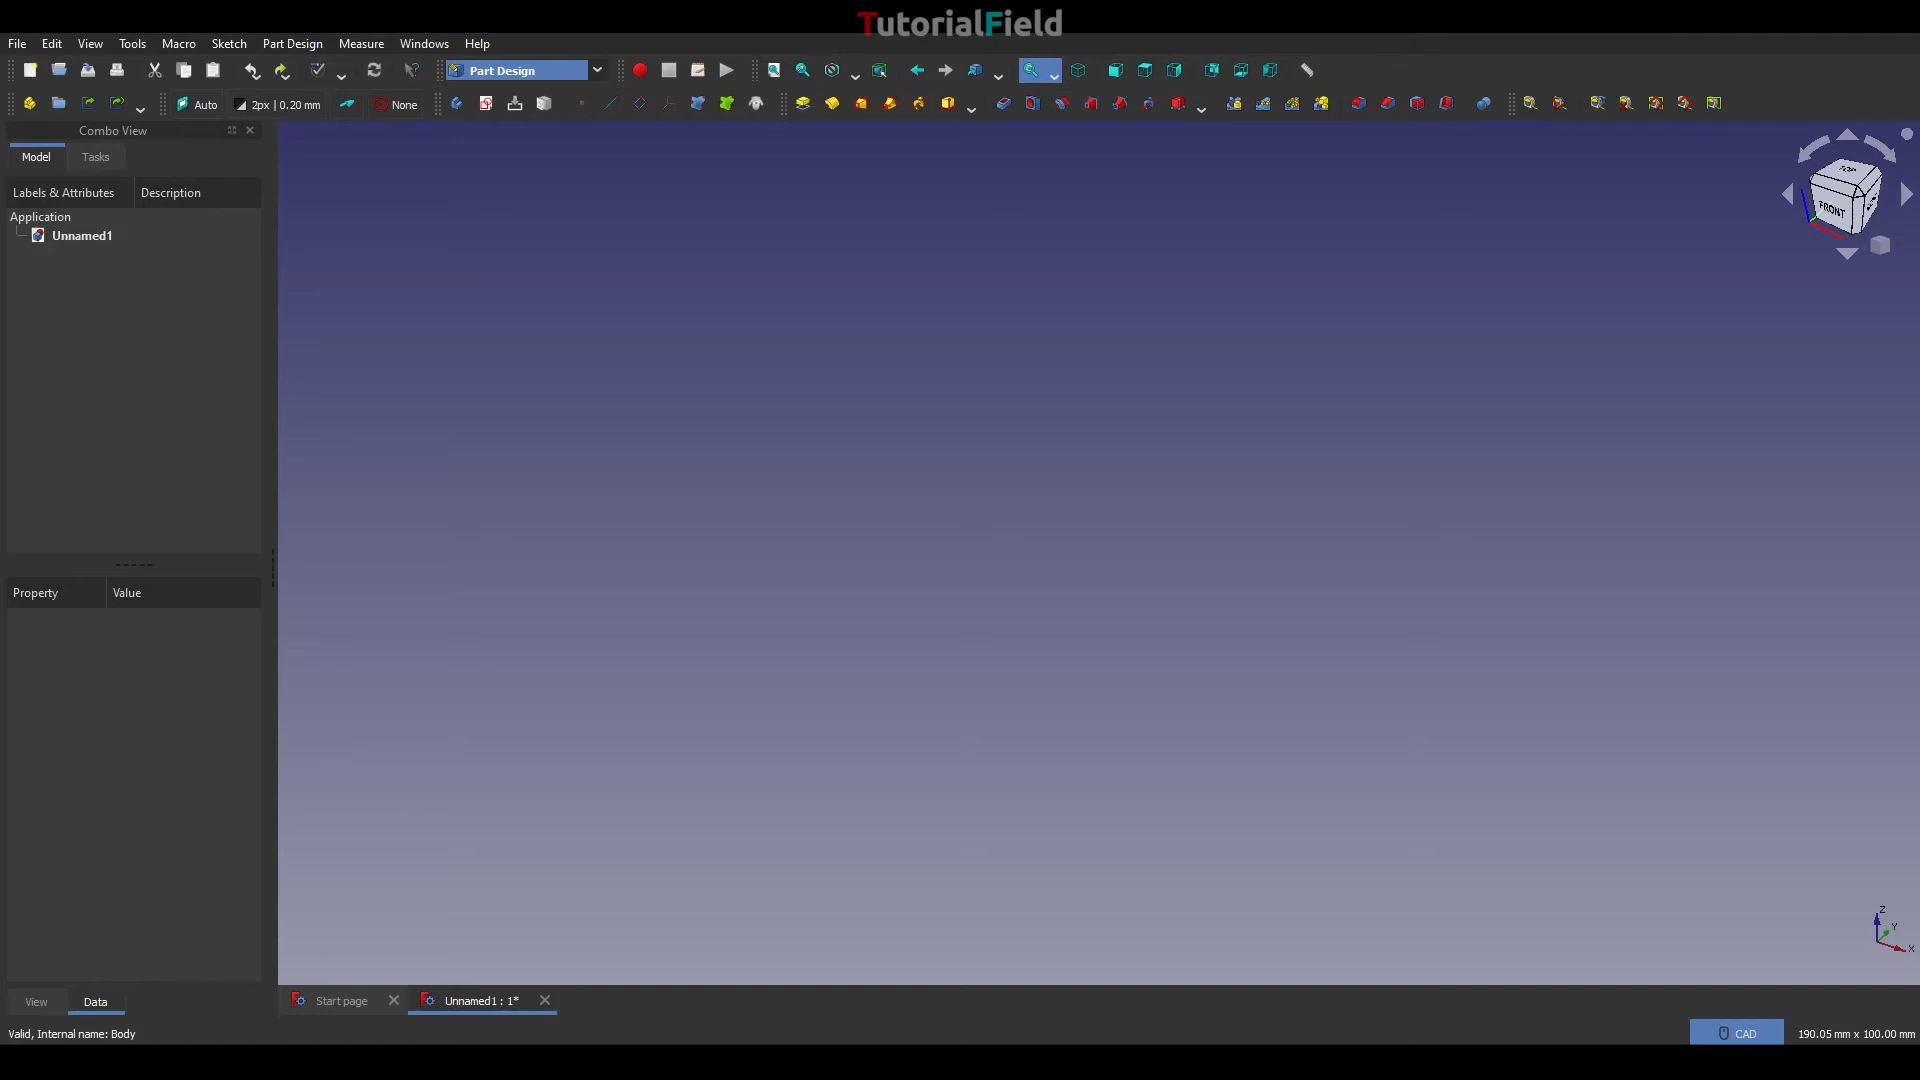 TutorialField
File Edit View Tools Macro Sketch Part Design Measure Windows Help
Part Design
Auto 2px | 0.20 mm None
Combo View
Model Tasks
Labels & Attributes Description
Application
Unnamed1
TOP
FRONT
Property Value
Z
Y
X
View Data
Start page Unnamed1 : 1*
Valid, Internal name: Body
CAD 190.05 mm x 100.00 mm